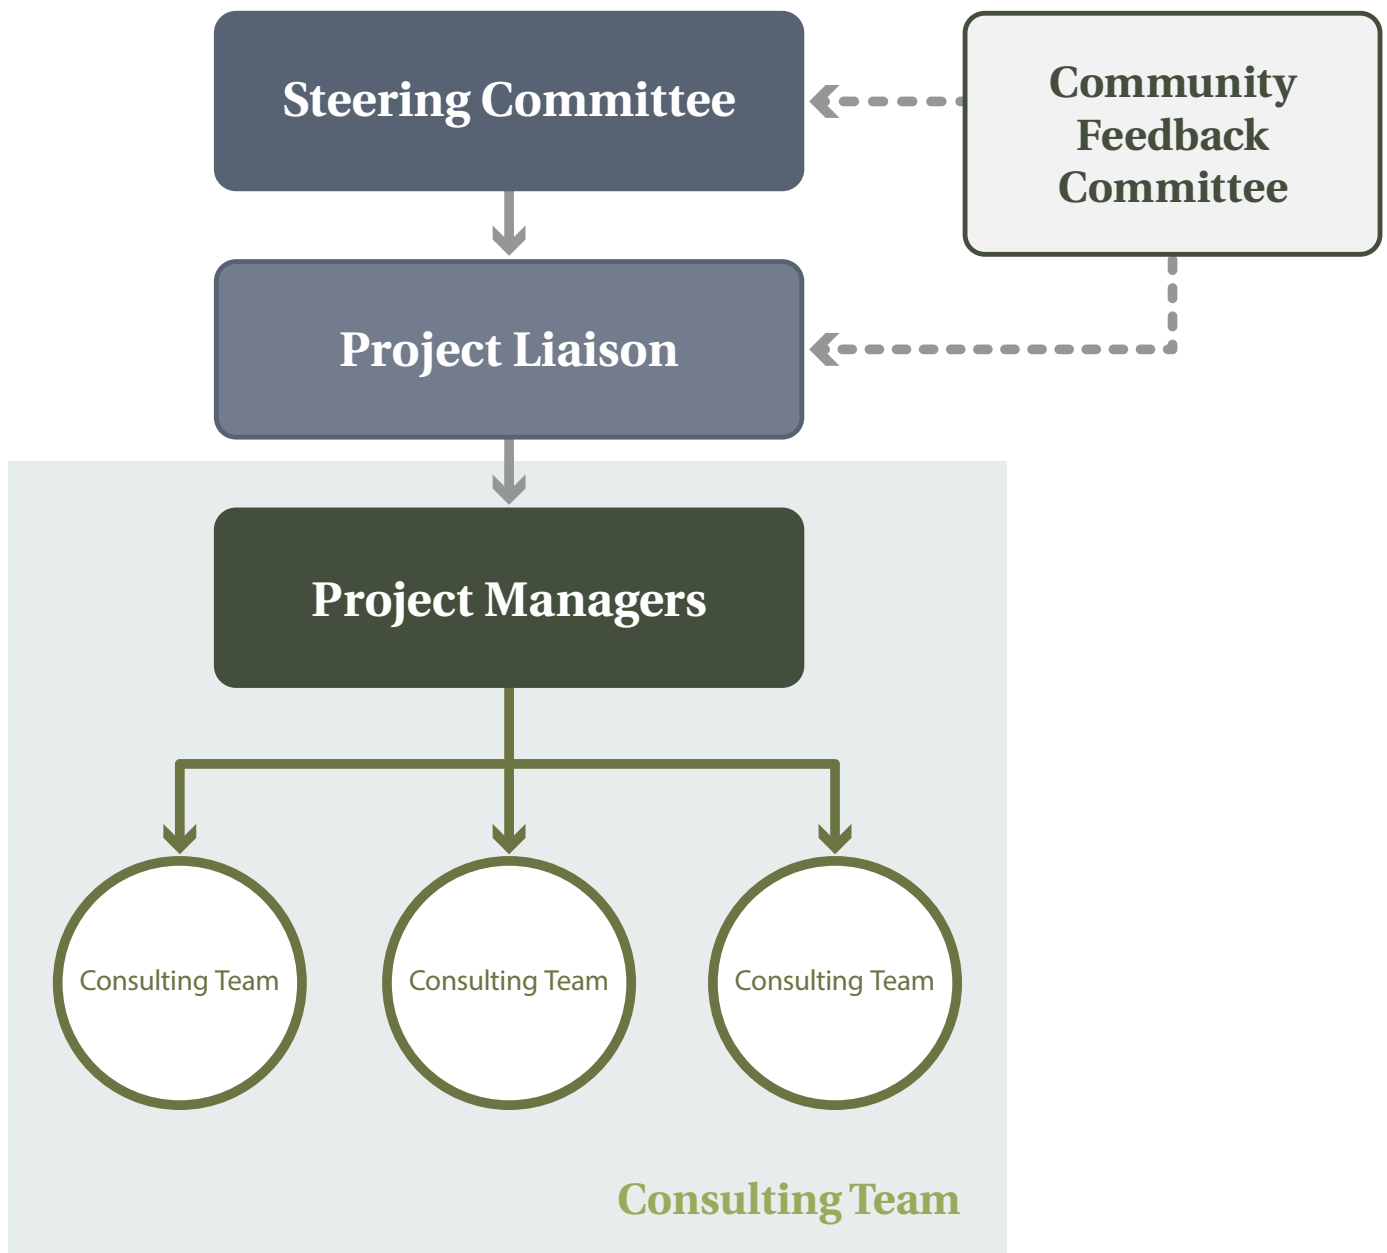 Steering Committee
Community
Feedback
Committee
Project Liaison
Project Managers
Consulting Team
Consulting Team
Consulting Team
Consulting Team